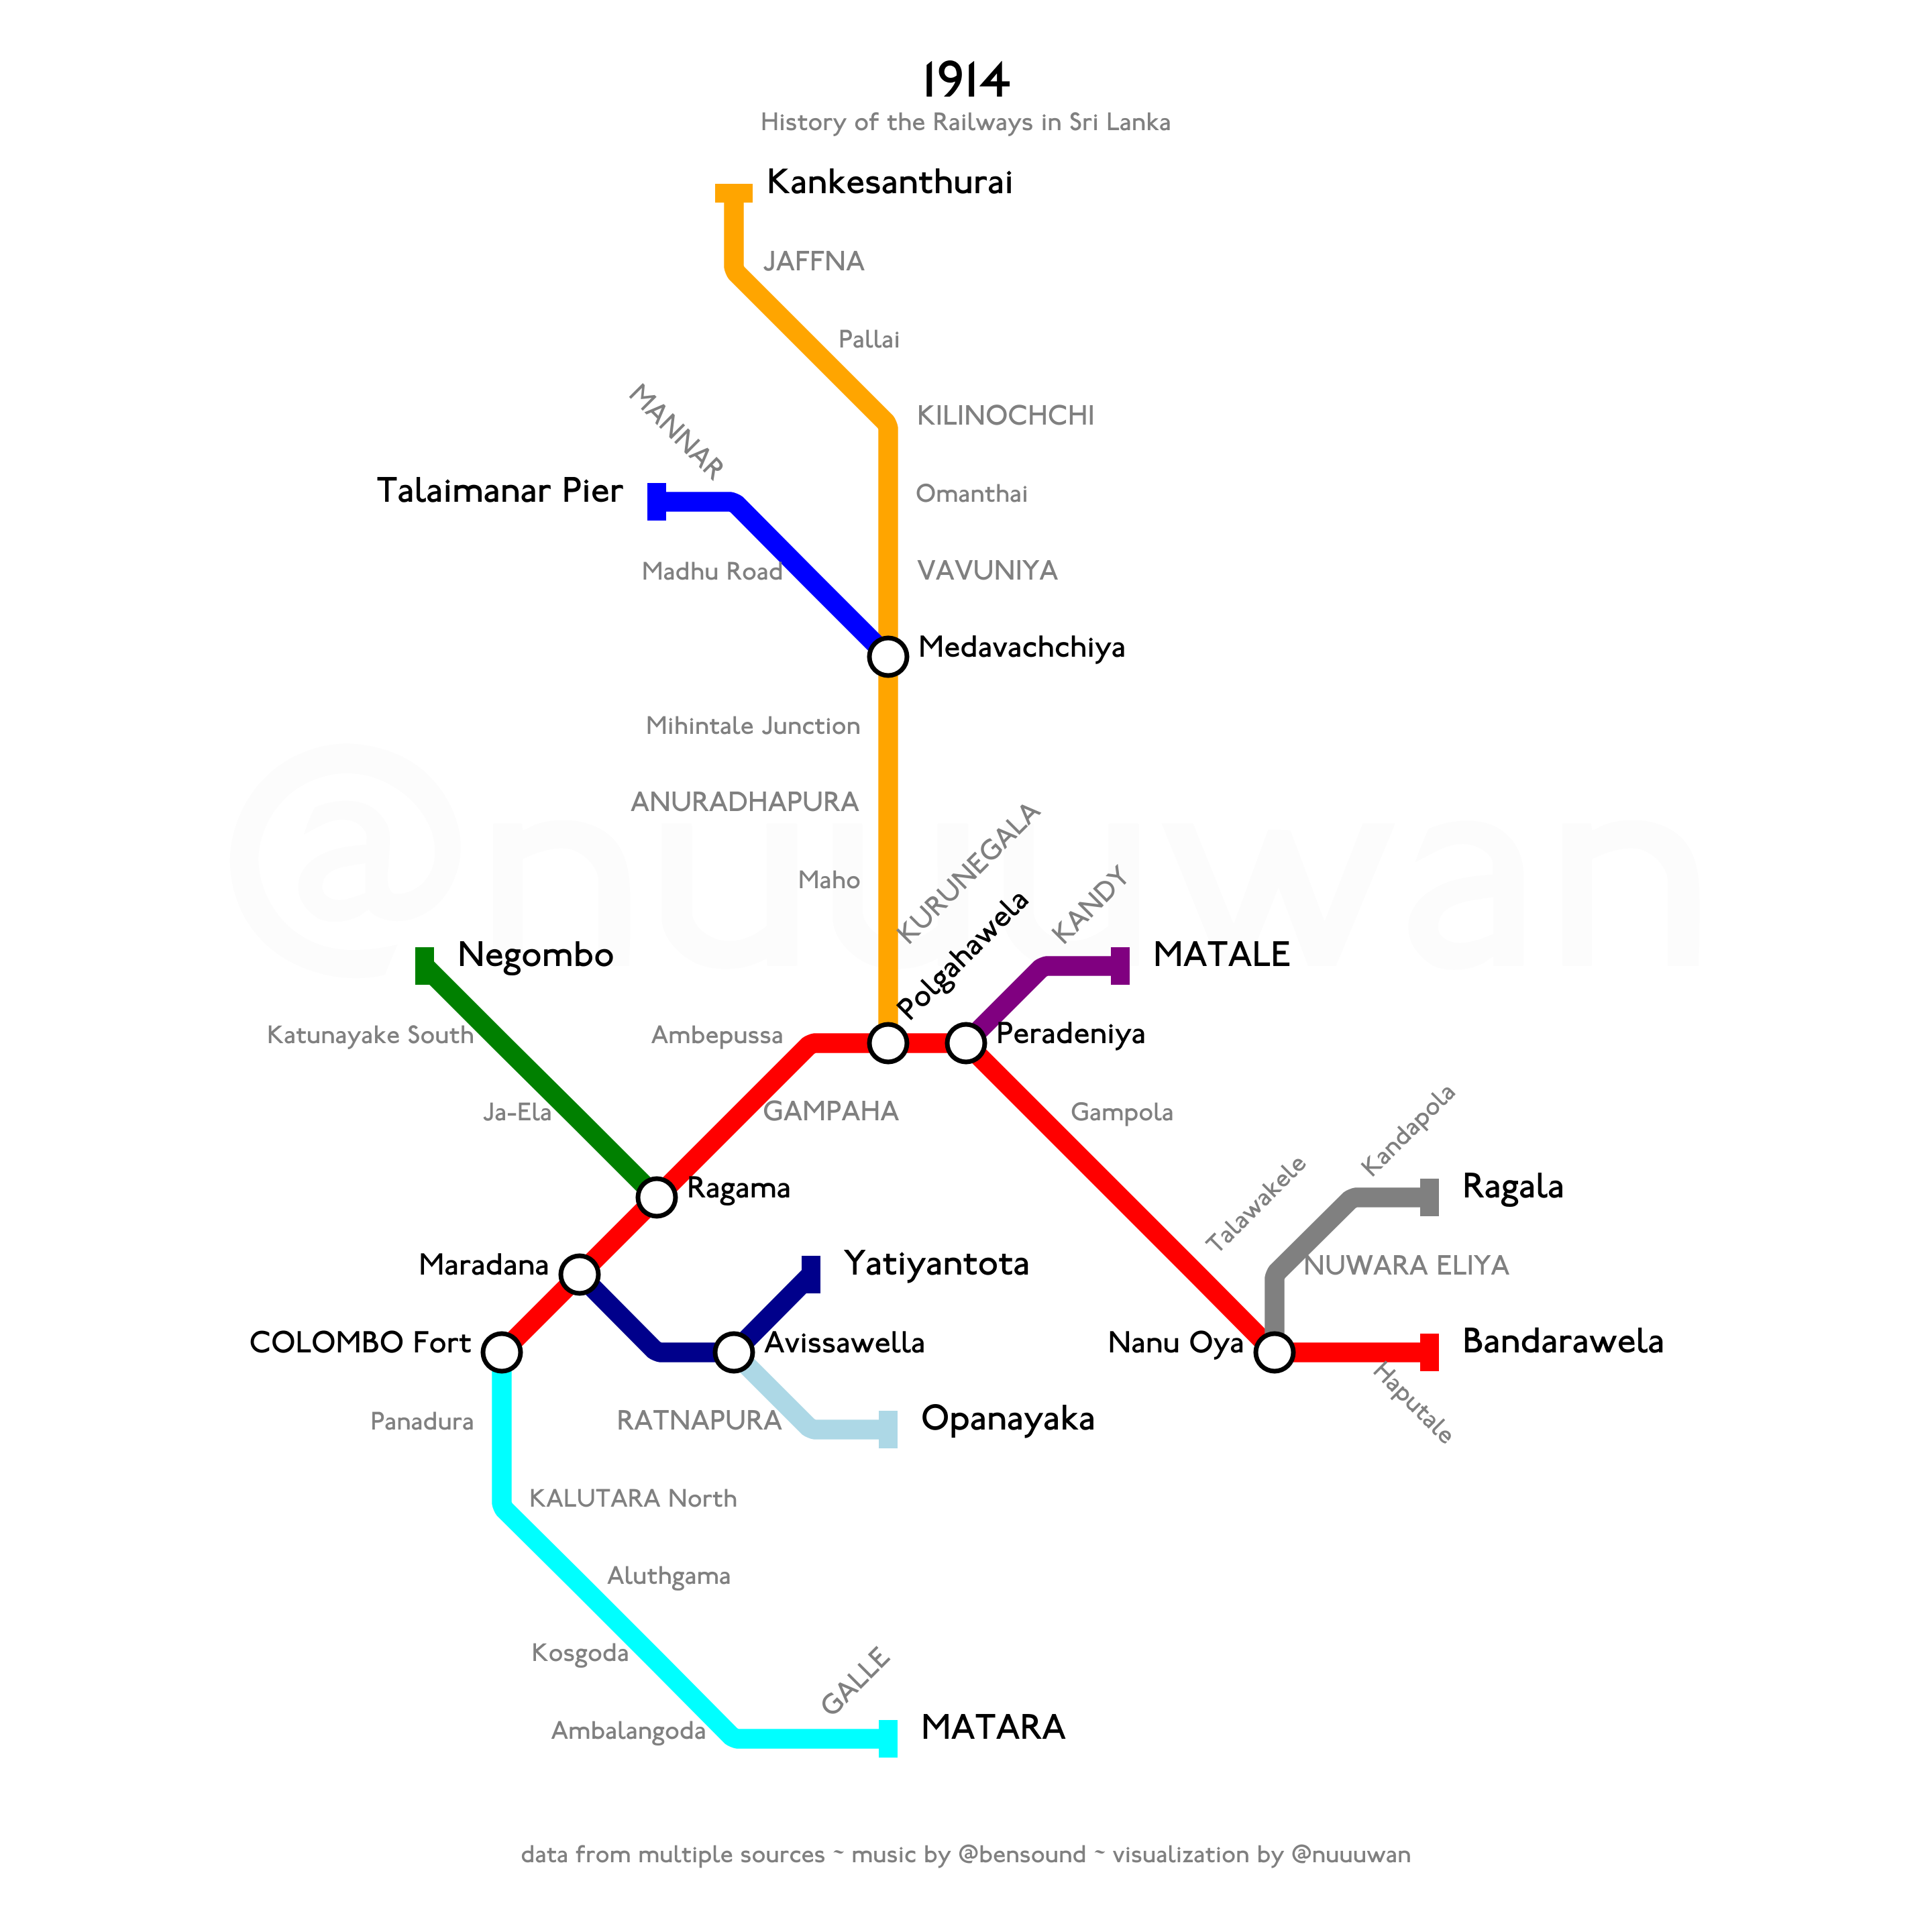 1914
History of the Railways in Sri Lanka
Kankesanthurai
JAFFNA
Pallai
MANNAR
KILINOCHCHI
Talaimanar Pier
Omanthai
Madhu Road
VAVUNIYA
Medavachchiya
Mihintale Junction
ANURADHAPURA
@nuuuwan
Maho
KURUNEGALA
KANDY
Polgahawela
Negombo
MATALE
Katunayake South
Ambepussa
Peradeniya
Ja-Ela
GAMPAHA
Gampola
Kandapola
Ragama
Talawakele
Ragala
Maradana
Yatiyantota
NUWARA ELIYA
COLOMBO Fort
Avissawella
Nanu Oya
Bandarawela
Haputale
Panadura
RATNAPURA
Opanayaka
KALUTARA North
Aluthgama
Kosgoda
GALLE
Ambalangoda
MATARA
data from multiple sources ~ music by @bensound ~ visualization by @nuuuwan